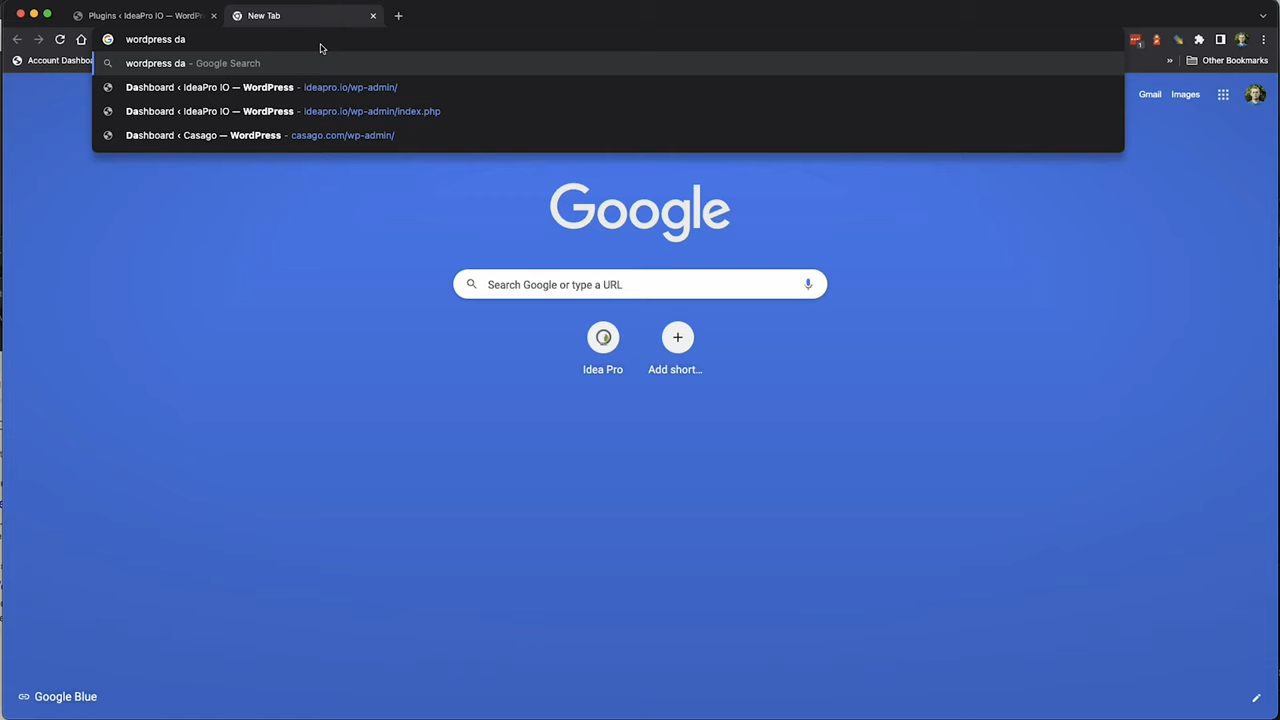 Plugins ‹ IdeaPro IO — WordPr
New Tab
wordpress da
Account Dashboa
wordpress da - Google Search
» Other Bookmarks
Dashboard ‹ IdeaPro IO — WordPress - ideapro.io/wp-admin/
Gmail Images
Dashboard ‹ IdeaPro IO — WordPress - ideapro.io/wp-admin/index.php
Dashboard ‹ Casago — WordPress - casago.com/wp-admin/
Google
Search Google or type a URL
Idea Pro
Add short...
Google Blue